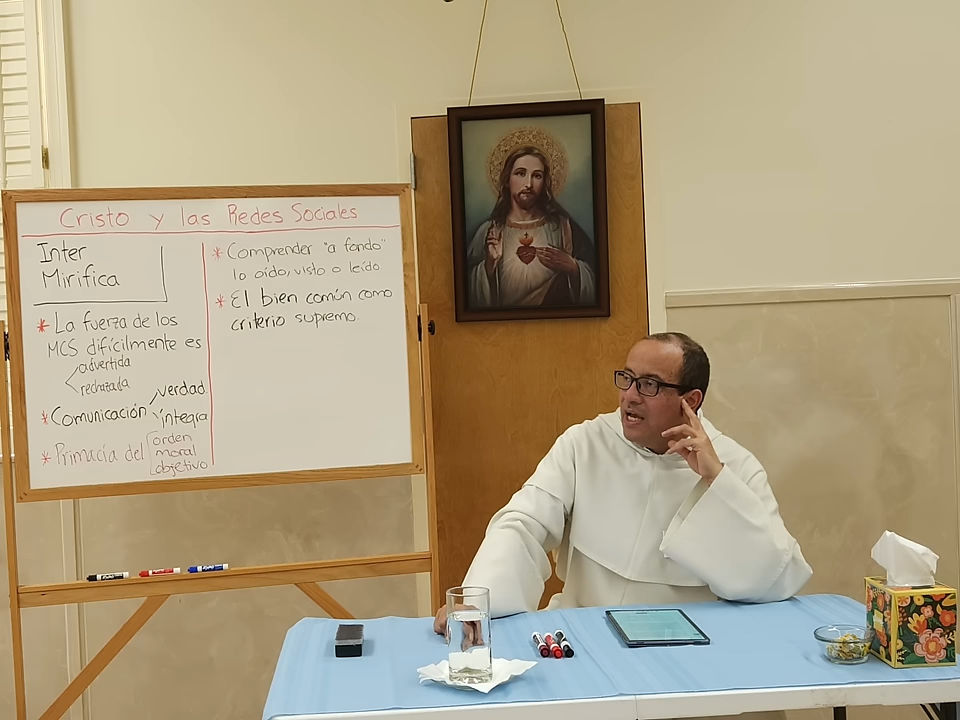 Cristo y las Redes Sociales
Inter
Mirifica
* La fuerza de los
MCS difícilmente es
advertida
rechazada
* Comunicación
verdad
íntegra
* Primacía del
orden
moral
objetivo
* Comprender "a fondo"
lo oído, visto o leído
* El bien común como
criterio supremo.